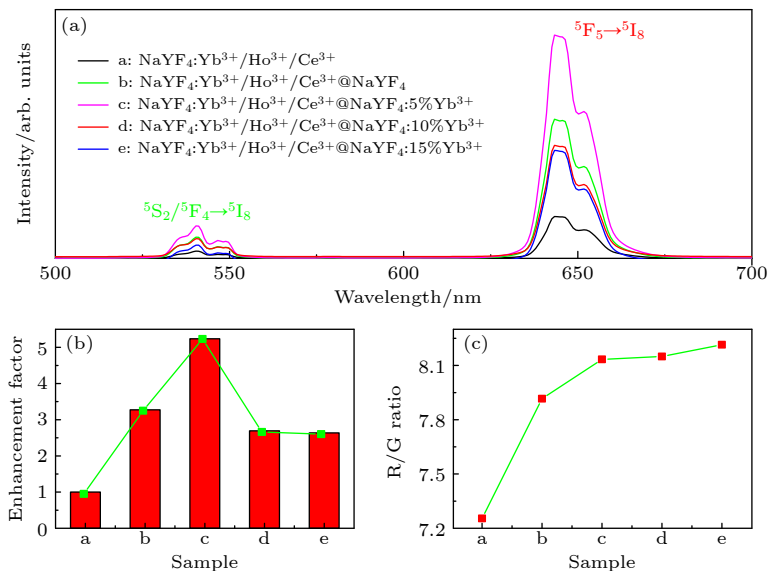 (a)
⁵F₅→⁵I₈
a: NaYF₄:Yb³⁺/Ho³⁺/Ce³⁺
b: NaYF₄:Yb³⁺/Ho³⁺/Ce³⁺@NaYF₄
c: NaYF₄:Yb³⁺/Ho³⁺/Ce³⁺@NaYF₄:5%Yb³⁺
d: NaYF₄:Yb³⁺/Ho³⁺/Ce³⁺@NaYF₄:10%Yb³⁺
e: NaYF₄:Yb³⁺/Ho³⁺/Ce³⁺@NaYF₄:15%Yb³⁺
Intensity/arb. units
⁵S₂/⁵F₄→⁵I₈
500 550 600 650 700
Wavelength/nm
(b)
Enhancement factor
5
4
3
2
1
0
a b c d e
Sample
(c)
R/G ratio
8.1
7.8
7.5
7.2
a b c d e
Sample